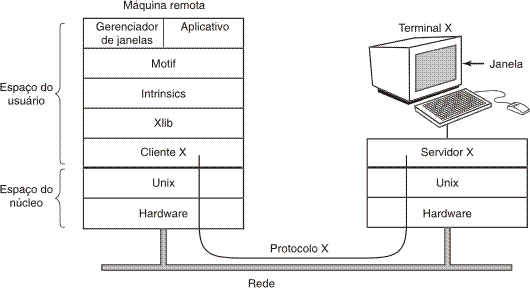 Máquina remota
Gerenciador
de janelas
Aplicativo
Motif
Intrinsics
Xlib
Cliente X
Unix
Hardware
Espaço do
usuário
Espaço do
núcleo
Terminal X
Janela
Servidor X
Unix
Hardware
Protocolo X
Rede